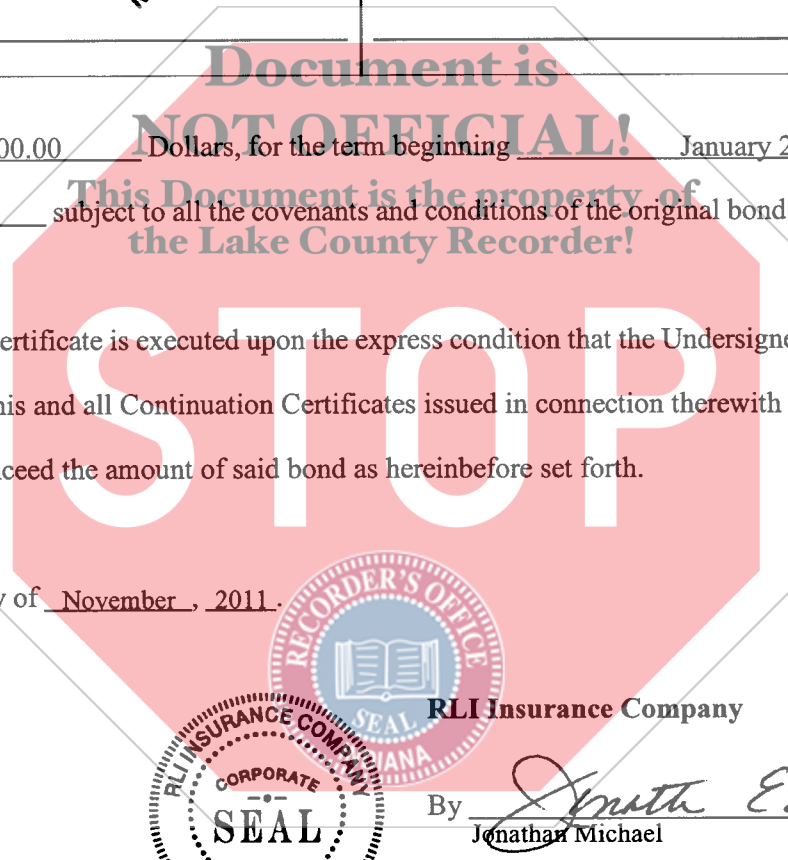 Document is
NOT OFFICIAL!
00.00 Dollars, for the term beginning January 2
This Document is the property of
subject to all the covenants and conditions of the original bond
the Lake County Recorder!
STOP
ertificate is executed upon the express condition that the Undersigne
his and all Continuation Certificates issued in connection therewith
ceed the amount of said bond as hereinbefore set forth.
y of November , 2011 .
RECORDER'S OFFICE
SEAL
INDIANA
RLI Insurance Company
RLI INSURANCE COMPANY
CORPORATE
SEAL
By Jonath E.
Jonathan Michael